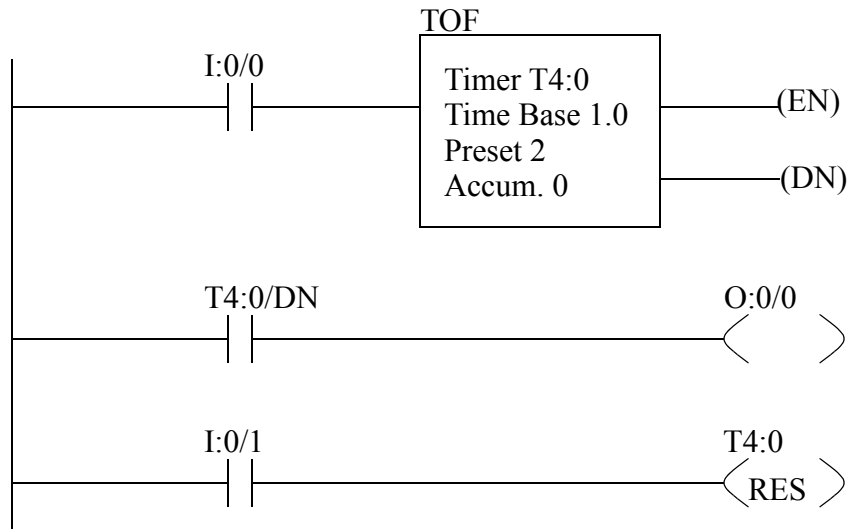 TOF
I:0/0
Timer T4:0
Time Base 1.0
Preset 2
Accum. 0
(EN)
(DN)
T4:0/DN
O:0/0
I:0/1
T4:0
RES